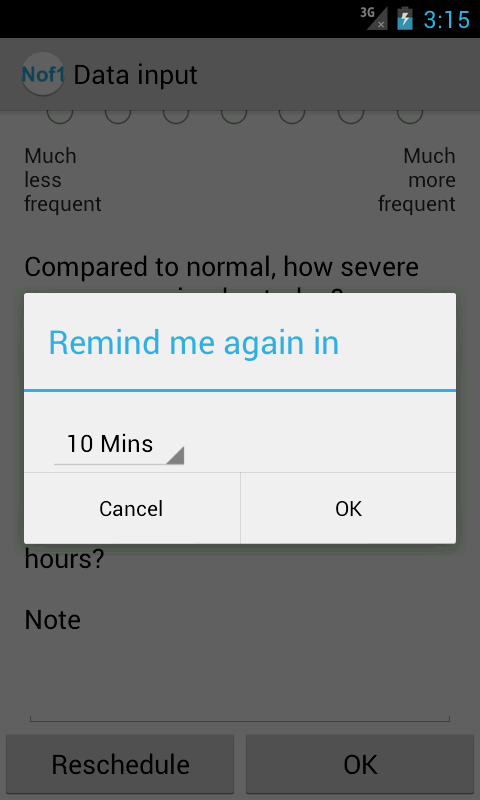 3G
3:15
Nof1
Data input
Much
less
frequent
Much
more
frequent
Compared to normal, how severe
Remind me again in
10 Mins
Cancel
OK
hours?
Note
Reschedule
OK